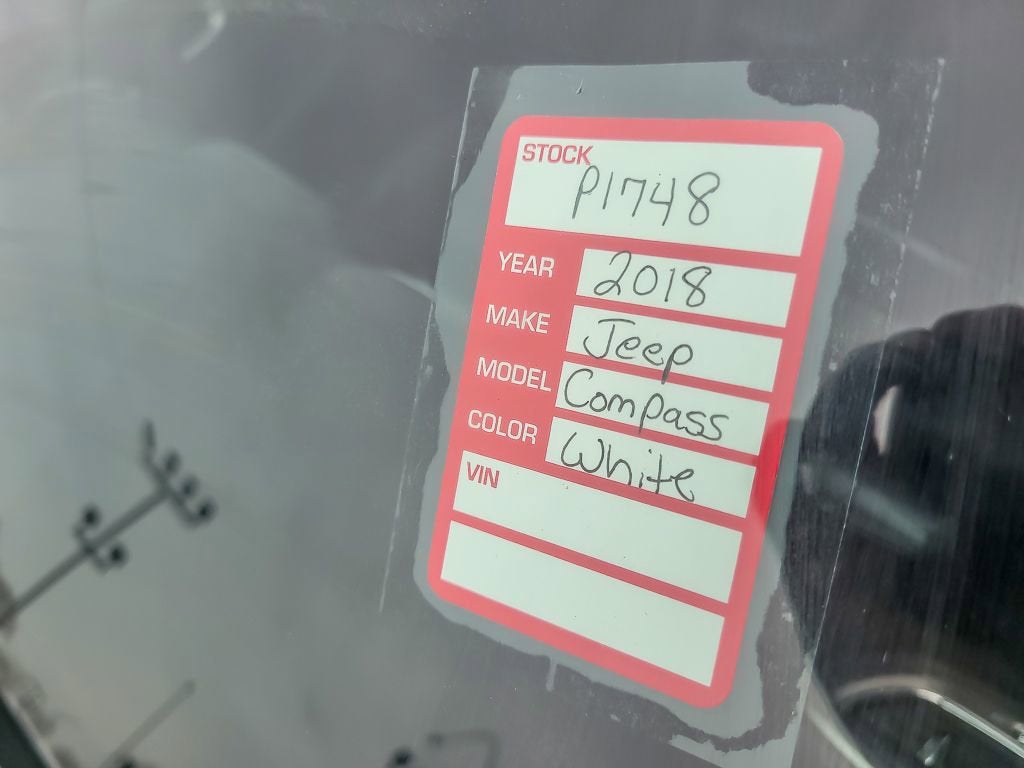 STOCK
P1748
YEAR 2018
MAKE Jeep
MODEL Compass
COLOR White
VIN